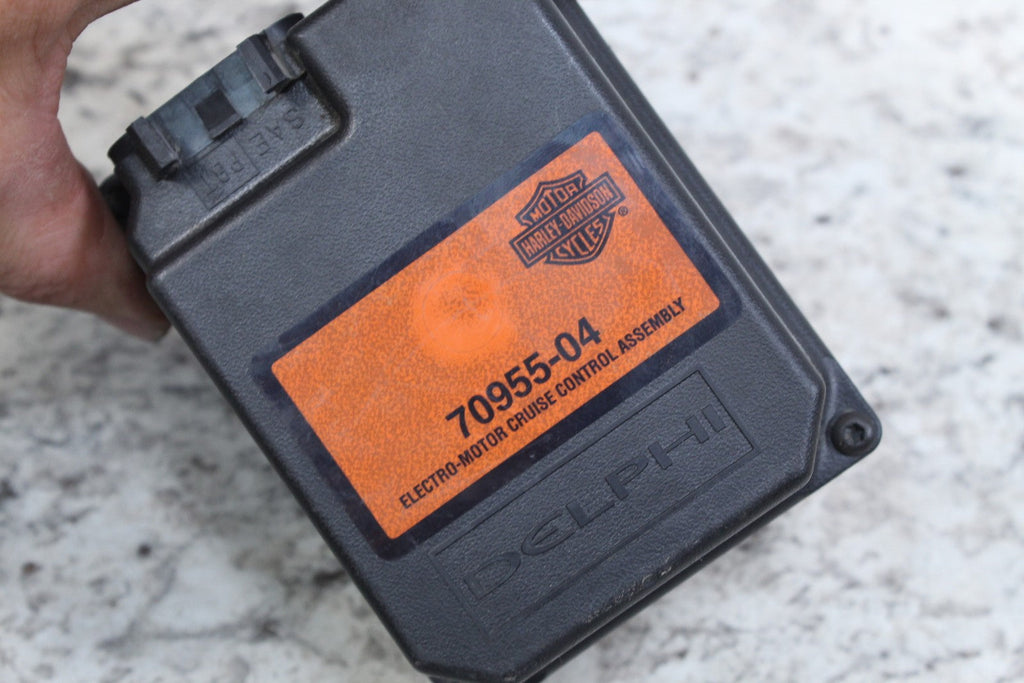 SAE PBT
MOTOR
HARLEY-DAVIDSON
CYCLES
®
70955-04
ELECTRO-MOTOR CRUISE CONTROL ASSEMBLY
DELPHI